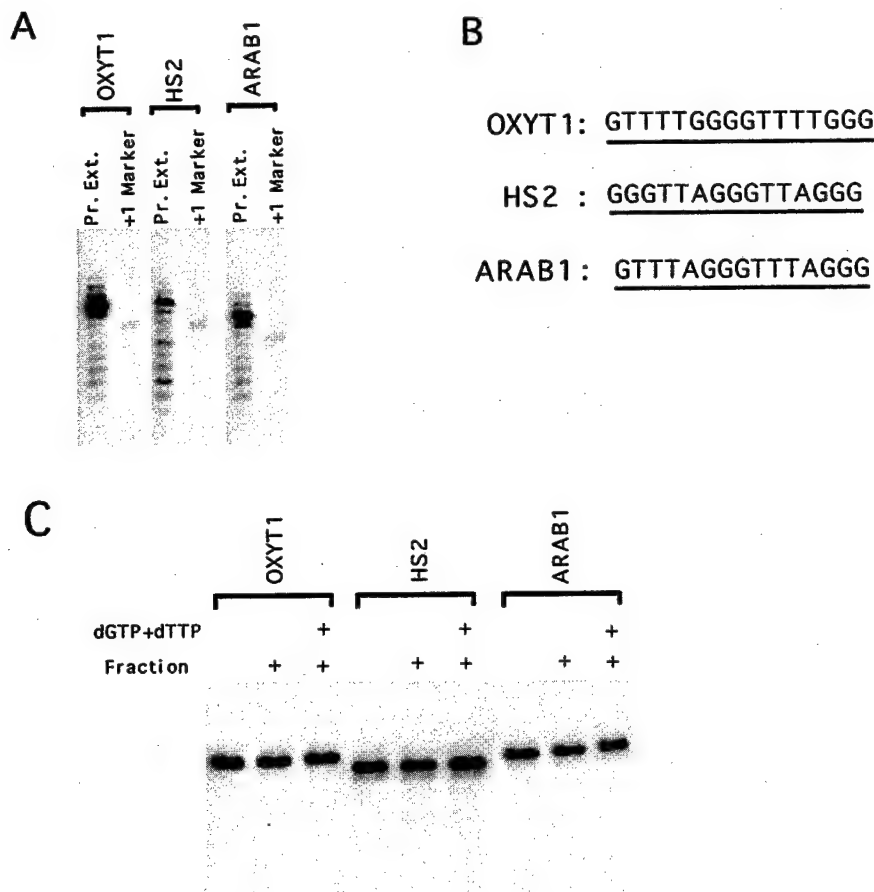 A
OXYT1
HS2
ARAB1
Pr. Ext.
+1 Marker
Pr. Ext.
+1 Marker
Pr. Ext.
+1 Marker
B
OXYT1: GTTTTGGGGTTTTGGG
HS2 : GGGTTAGGGTTAGGG
ARAB1: GTTTAGGGTTTAGGG
C
OXYT1
HS2
ARAB1
dGTP+dTTP + + +
Fraction + + + + + +